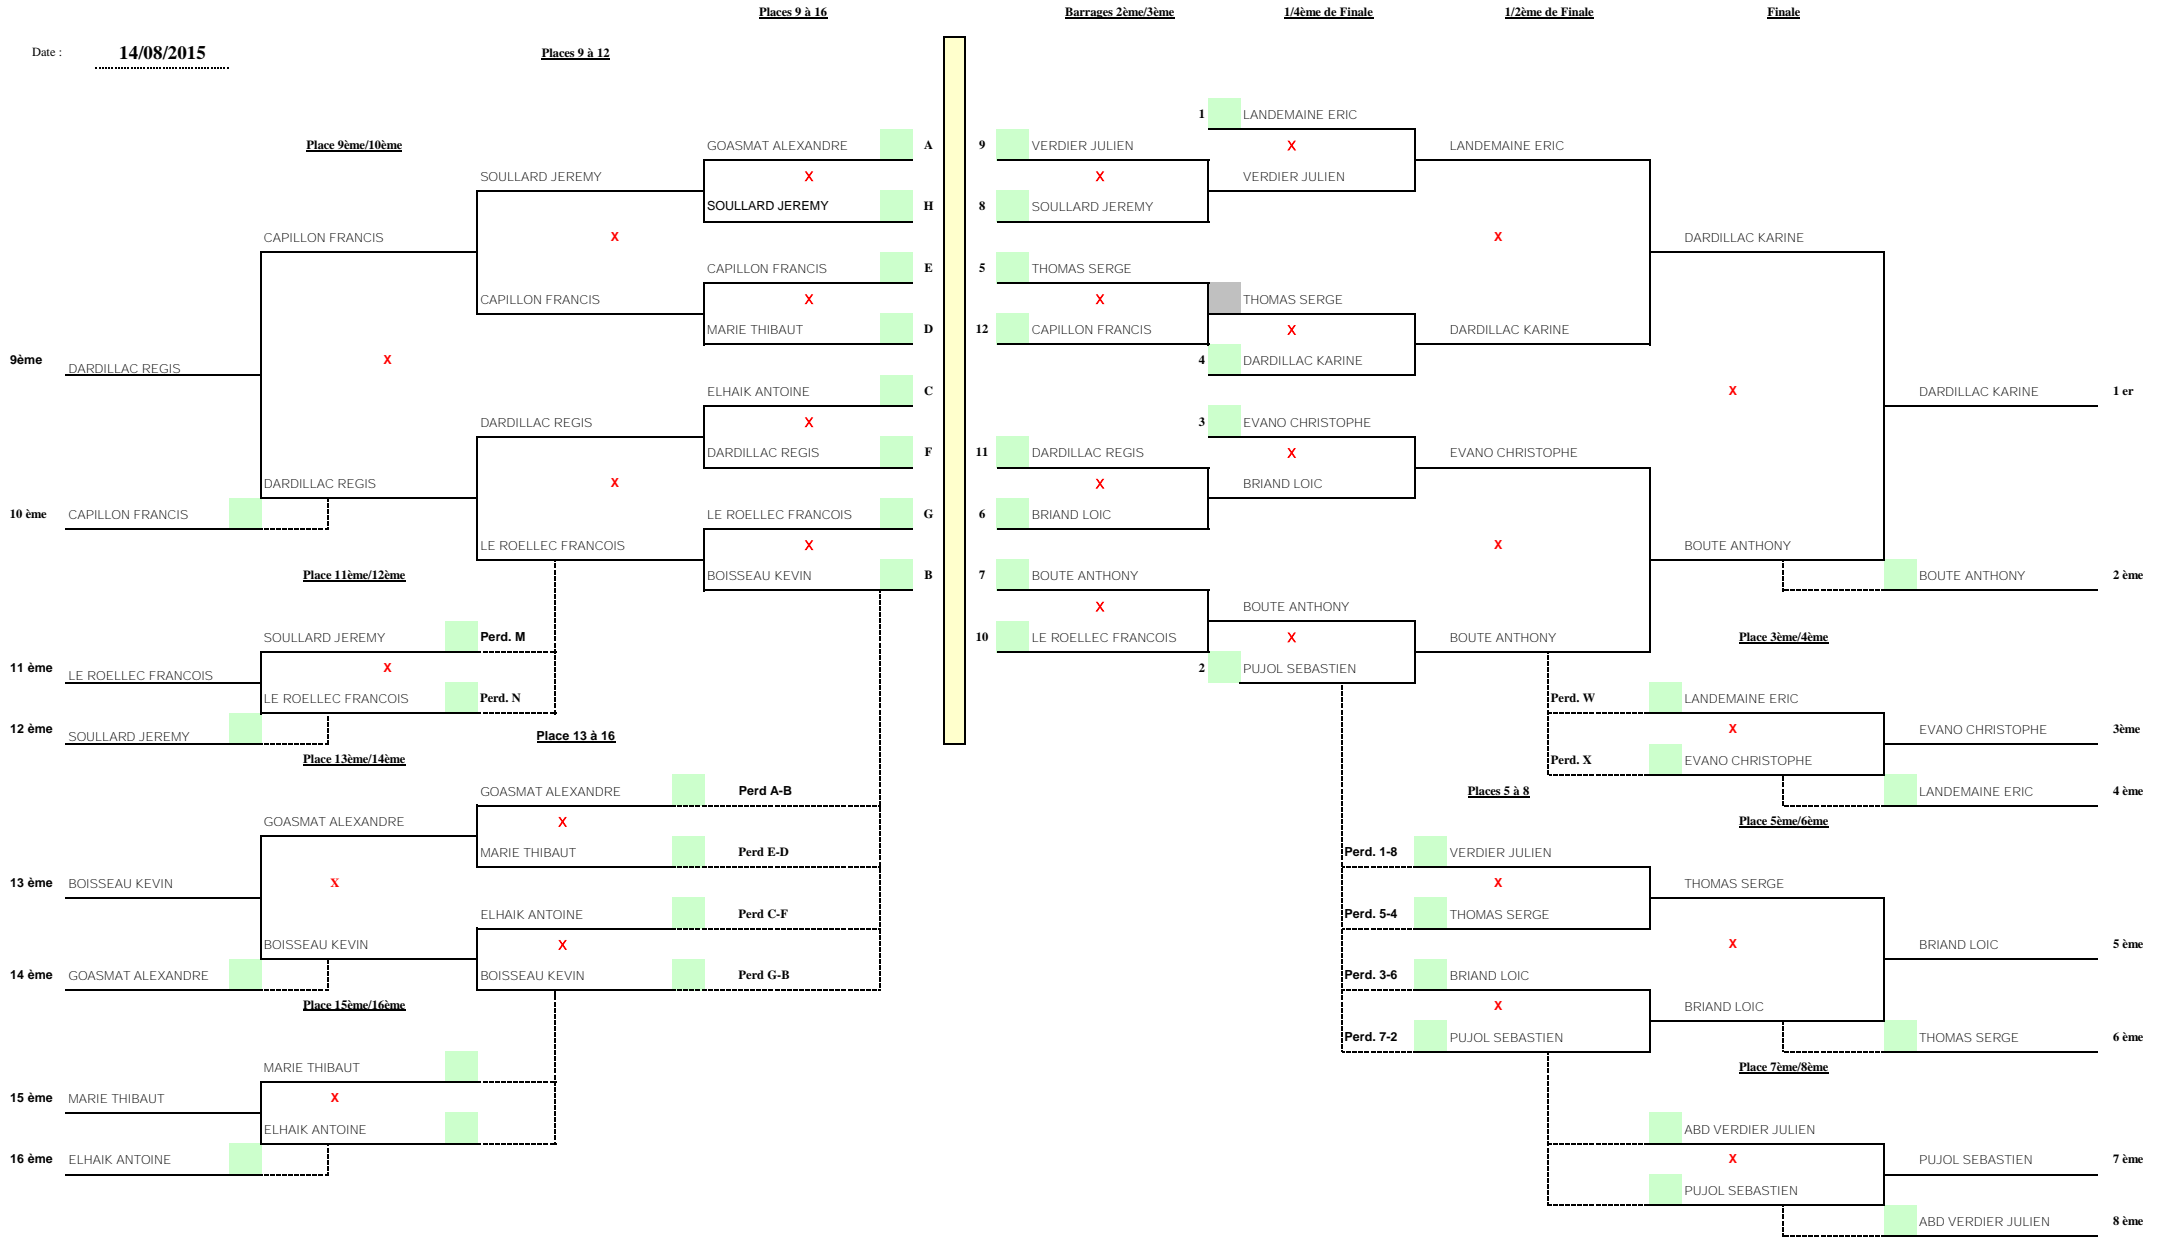 Places 9 à 16 Barrages 2ème/3ème 1/4ème de Finale 1/2ème de Finale Finale
Date : 14/08/2015 Places 9 à 12
1 LANDEMAINE ERIC
Place 9ème/10ème GOASMAT ALEXANDRE A 9 VERDIER JULIEN X LANDEMAINE ERIC
SOULLARD JEREMY X X VERDIER JULIEN
SOULLARD JEREMY H 8 SOULLARD JEREMY
CAPILLON FRANCIS X X DARDILLAC KARINE
CAPILLON FRANCIS E 5 THOMAS SERGE
CAPILLON FRANCIS X X THOMAS SERGE
MARIE THIBAUT D 12 CAPILLON FRANCIS X DARDILLAC KARINE
9ème DARDILLAC REGIS X 4 DARDILLAC KARINE
ELHAIK ANTOINE C X DARDILLAC KARINE 1 er
DARDILLAC REGIS X 3 EVANO CHRISTOPHE
DARDILLAC REGIS F 11 DARDILLAC REGIS X EVANO CHRISTOPHE
DARDILLAC REGIS X X BRIAND LOIC
10 ème CAPILLON FRANCIS LE ROELLEC FRANCOIS G 6 BRIAND LOIC
LE ROELLEC FRANCOIS X X BOUTE ANTHONY
Place 11ème/12ème BOISSEAU KEVIN B 7 BOUTE ANTHONY BOUTE ANTHONY 2 ème
X BOUTE ANTHONY
SOULLARD JEREMY Perd. M 10 LE ROELLEC FRANCOIS X BOUTE ANTHONY Place 3ème/4ème
11 ème LE ROELLEC FRANCOIS X 2 PUJOL SEBASTIEN
LE ROELLEC FRANCOIS Perd. N Perd. W LANDEMAINE ERIC
12 ème SOULLARD JEREMY Place 13 à 16 X EVANO CHRISTOPHE 3ème
Place 13ème/14ème Perd. X EVANO CHRISTOPHE
GOASMAT ALEXANDRE Perd A-B Places 5 à 8 LANDEMAINE ERIC 4 ème
GOASMAT ALEXANDRE X Place 5ème/6ème
MARIE THIBAUT Perd E-D Perd. 1-8 VERDIER JULIEN
13 ème BOISSEAU KEVIN X X THOMAS SERGE
ELHAIK ANTOINE Perd C-F Perd. 5-4 THOMAS SERGE
BOISSEAU KEVIN X X BRIAND LOIC 5 ème
14 ème GOASMAT ALEXANDRE BOISSEAU KEVIN Perd G-B Perd. 3-6 BRIAND LOIC
Place 15ème/16ème X BRIAND LOIC
Perd. 7-2 PUJOL SEBASTIEN THOMAS SERGE 6 ème
MARIE THIBAUT Place 7ème/8ème
15 ème MARIE THIBAUT X
ELHAIK ANTOINE ABD VERDIER JULIEN
16 ème ELHAIK ANTOINE X PUJOL SEBASTIEN 7 ème
PUJOL SEBASTIEN
ABD VERDIER JULIEN 8 ème